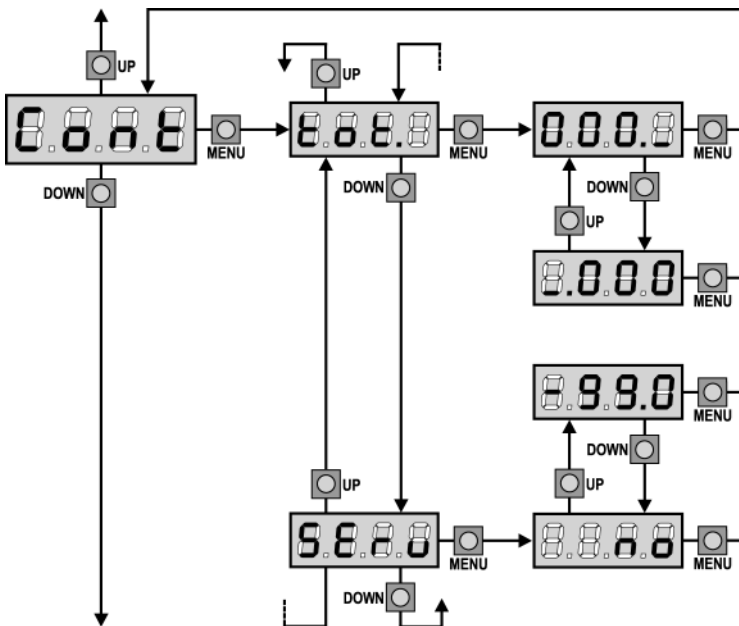 UP
UP
Cont
MENU
tot.
MENU
000._
MENU
DOWN
DOWN
DOWN
UP
_.000
MENU
-99.0
MENU
DOWN
UP
UP
SErv
MENU
no
MENU
DOWN